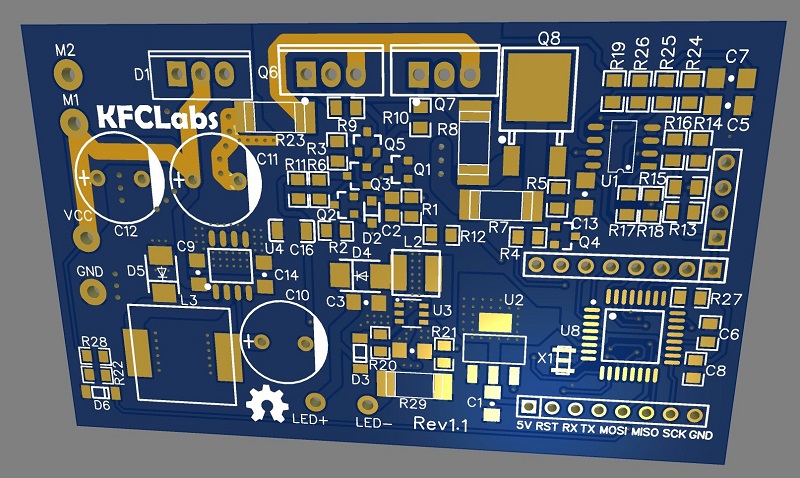 M2
M1
KFCLabs
D1
Q6
Q7
Q8
R19
R26
R25
R24
C7
C5
R9
R10
R8
R23
C11
R3
Q5
Q1
R11
R6
Q3
R16
R14
U1
R15
R5
C12
VCC
Q2
D2
C2
R1
R7
C13
R17
R18
R13
GND
D5
C9
U4
C16
R2
L2
R12
R4
Q4
C14
D4
L3
C10
C3
U3
U2
U8
R27
C6
R28
R22
D6
R21
R20
D3
X1
C8
R29
C1
LED+
LED-
Rev1.1
5V RST RX TX MOSI MISO SCK GND